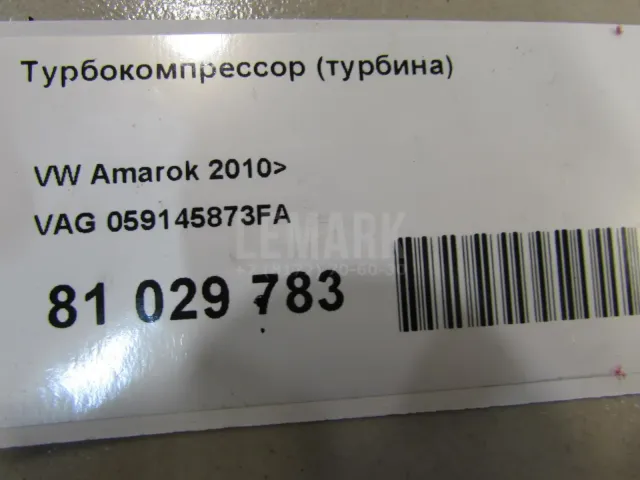 Турбокомпрессор (турбина)
VW Amarok 2010>
VAG 059145873FA
LEMARK
81 029 783